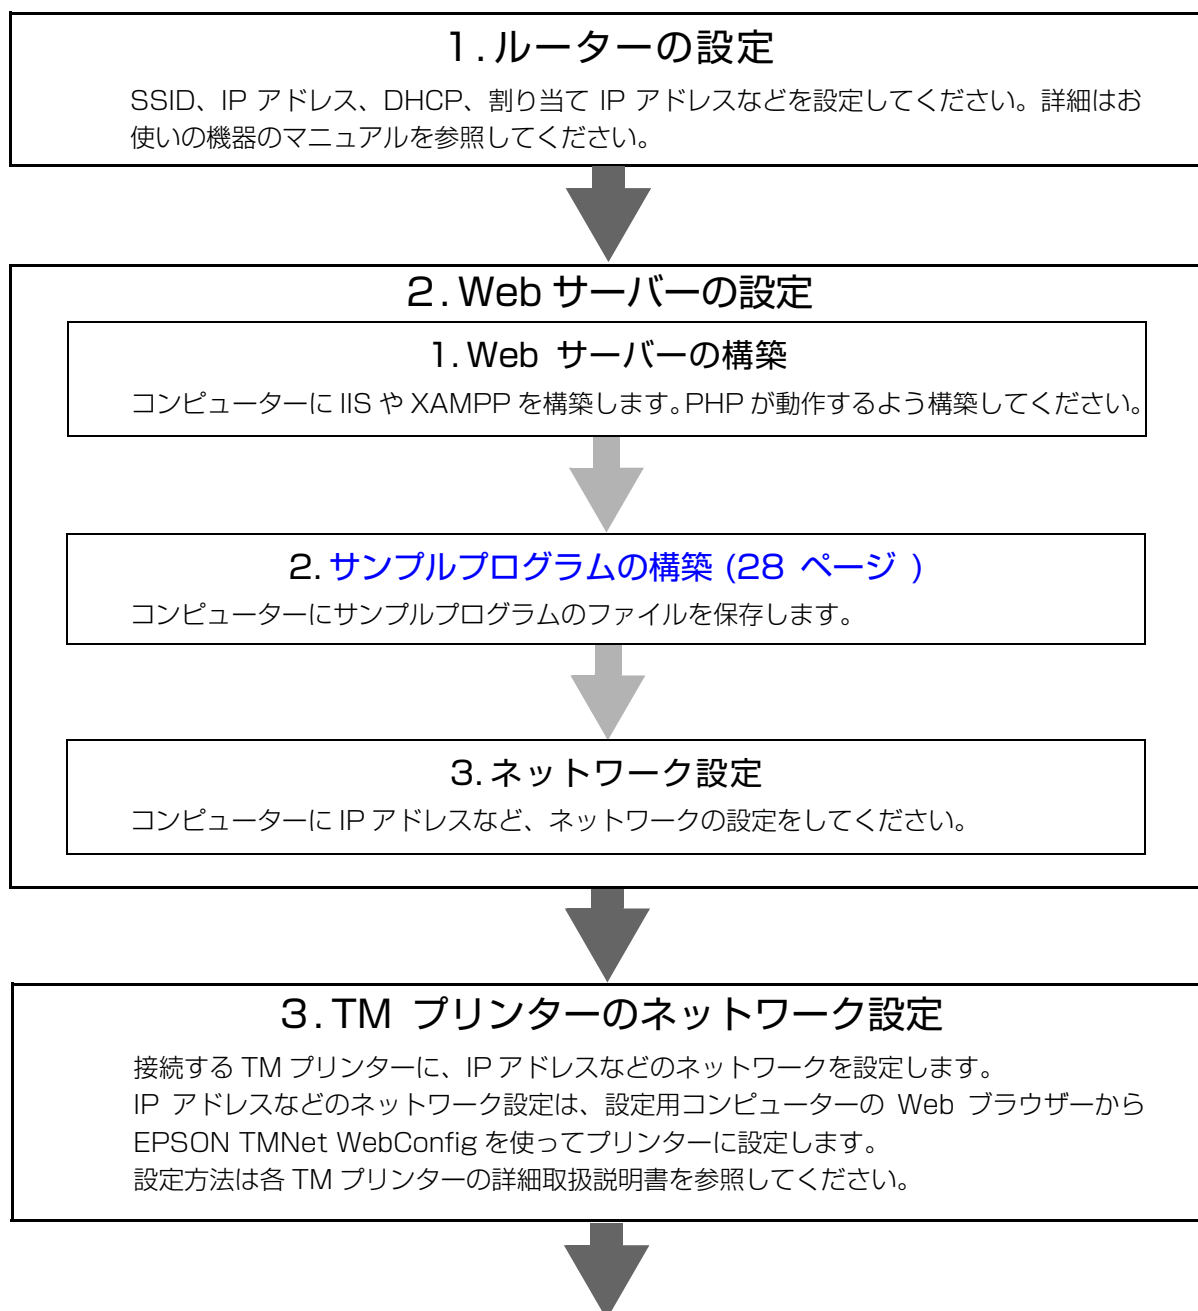 1.ルーターの設定
SSID、IP アドレス、DHCP、割り当て IP アドレスなどを設定してください。詳細はお
使いの機器のマニュアルを参照してください。
2.Web サーバーの設定
1.Web サーバーの構築
コンピューターに IIS や XAMPP を構築します。PHP が動作するよう構築してください。
2.サンプルプログラムの構築 (28 ページ )
コンピューターにサンプルプログラムのファイルを保存します。
3.ネットワーク設定
コンピューターに IP アドレスなど、ネットワークの設定をしてください。
3.TM プリンターのネットワーク設定
接続する TM プリンターに、IP アドレスなどのネットワークを設定します。
IP アドレスなどのネットワーク設定は、設定用コンピューターの Web ブラウザーから
EPSON TMNet WebConfig を使ってプリンターに設定します。
設定方法は各 TM プリンターの詳細取扱説明書を参照してください。